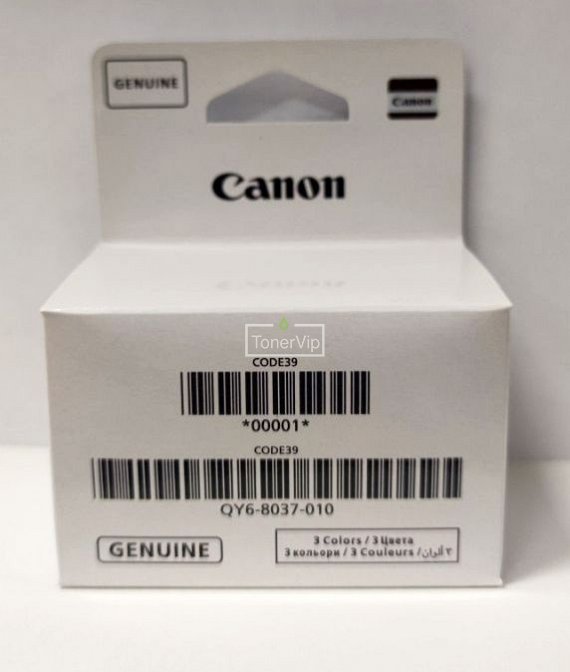 GENUINE
Canon
Canon
TonerVip
CODE39
*00001*
CODE39
QY6-8037-010
GENUINE
3 Colors / 3 Цвета
3 кольори / 3 Couleurs / ٣ ألوان